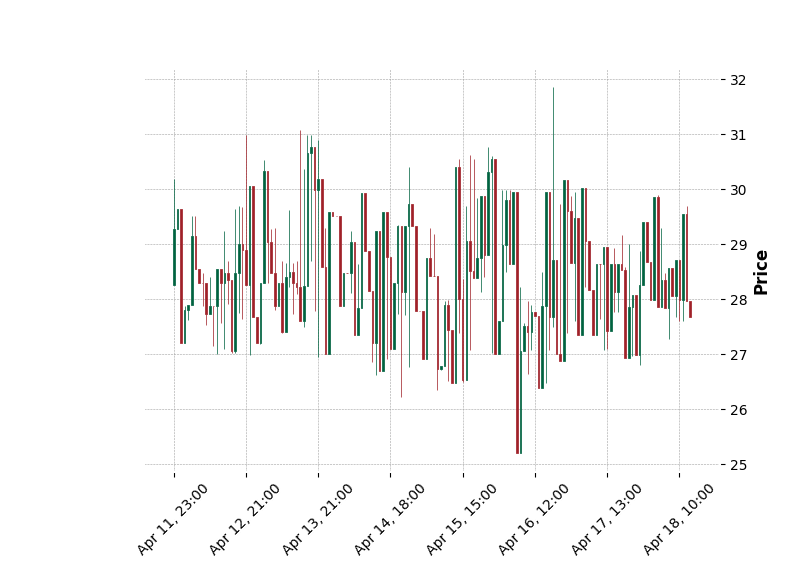 32
31
30
29
28
27
26
25
Price
Apr 11, 23:00
Apr 12, 21:00
Apr 13, 21:00
Apr 14, 18:00
Apr 15, 15:00
Apr 16, 12:00
Apr 17, 13:00
Apr 18, 10:00